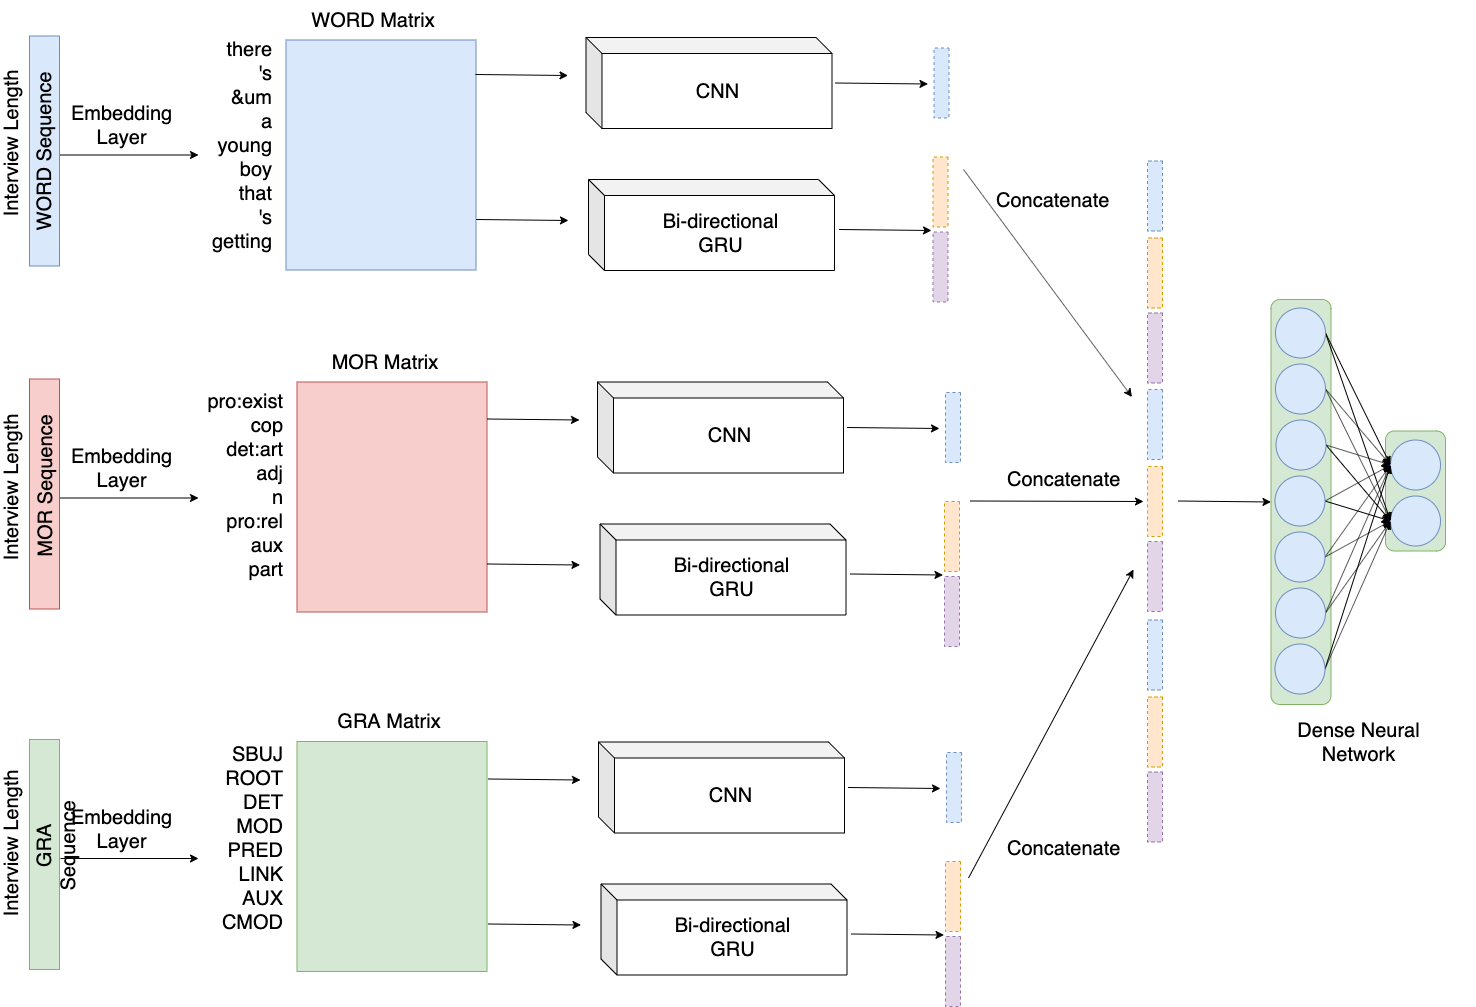 WORD Matrix
Interview Length
WORD Sequence
Embedding
Layer
there
's
&um
a
young
boy
that
's
getting
CNN
Bi-directional
GRU
Concatenate
MOR Matrix
Interview Length
MOR Sequence
Embedding
Layer
pro:exist
cop
det:art
adj
n
pro:rel
aux
part
CNN
Bi-directional
GRU
Concatenate
GRA Matrix
Interview Length
GRA
Sequence
Embedding
Layer
SBUJ
ROOT
DET
MOD
PRED
LINK
AUX
CMOD
CNN
Bi-directional
GRU
Concatenate
Dense Neural
Network